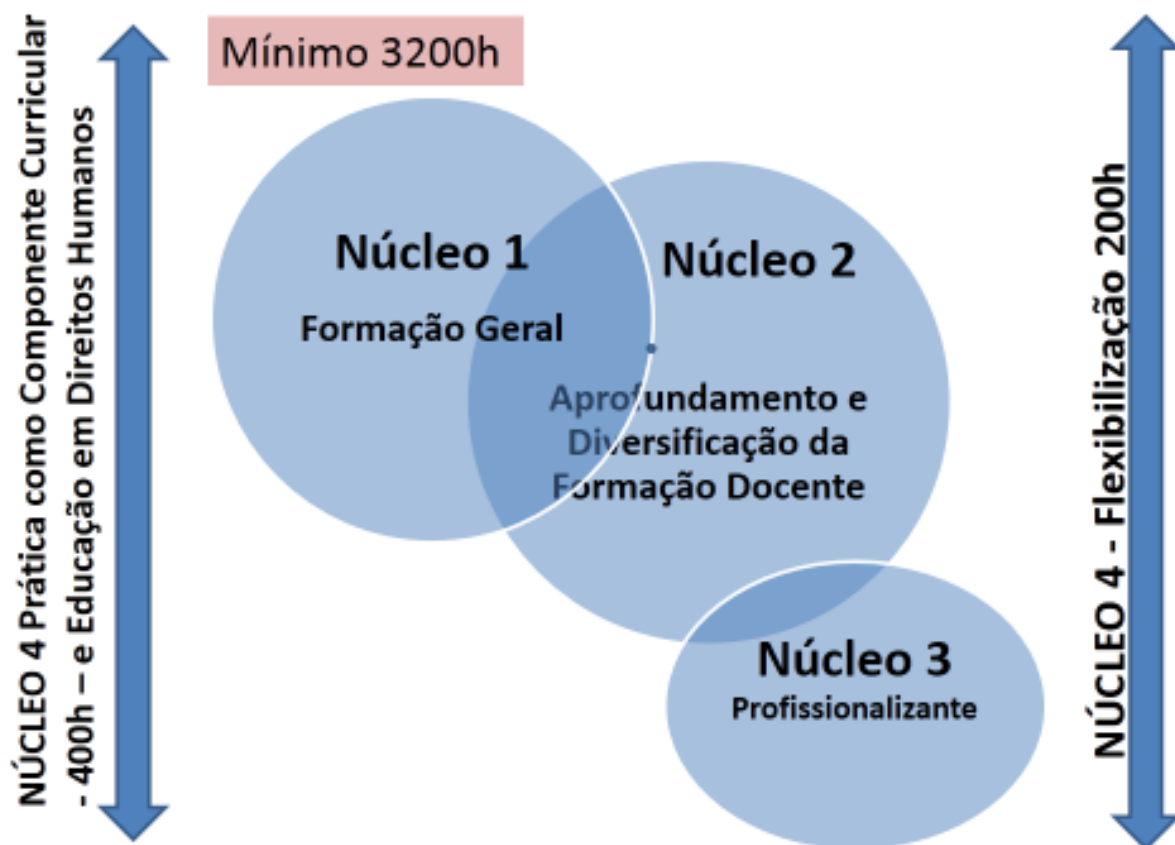 NÚCLEO 4 Prática como Componente Curricular
- 400h – e Educação em Direitos Humanos
Mínimo 3200h
Núcleo 1
Formação Geral
Núcleo 2
Aprofundamento e
Diversificação da
Formação Docente
Núcleo 3
Profissionalizante
NÚCLEO 4 - Flexibilização 200h